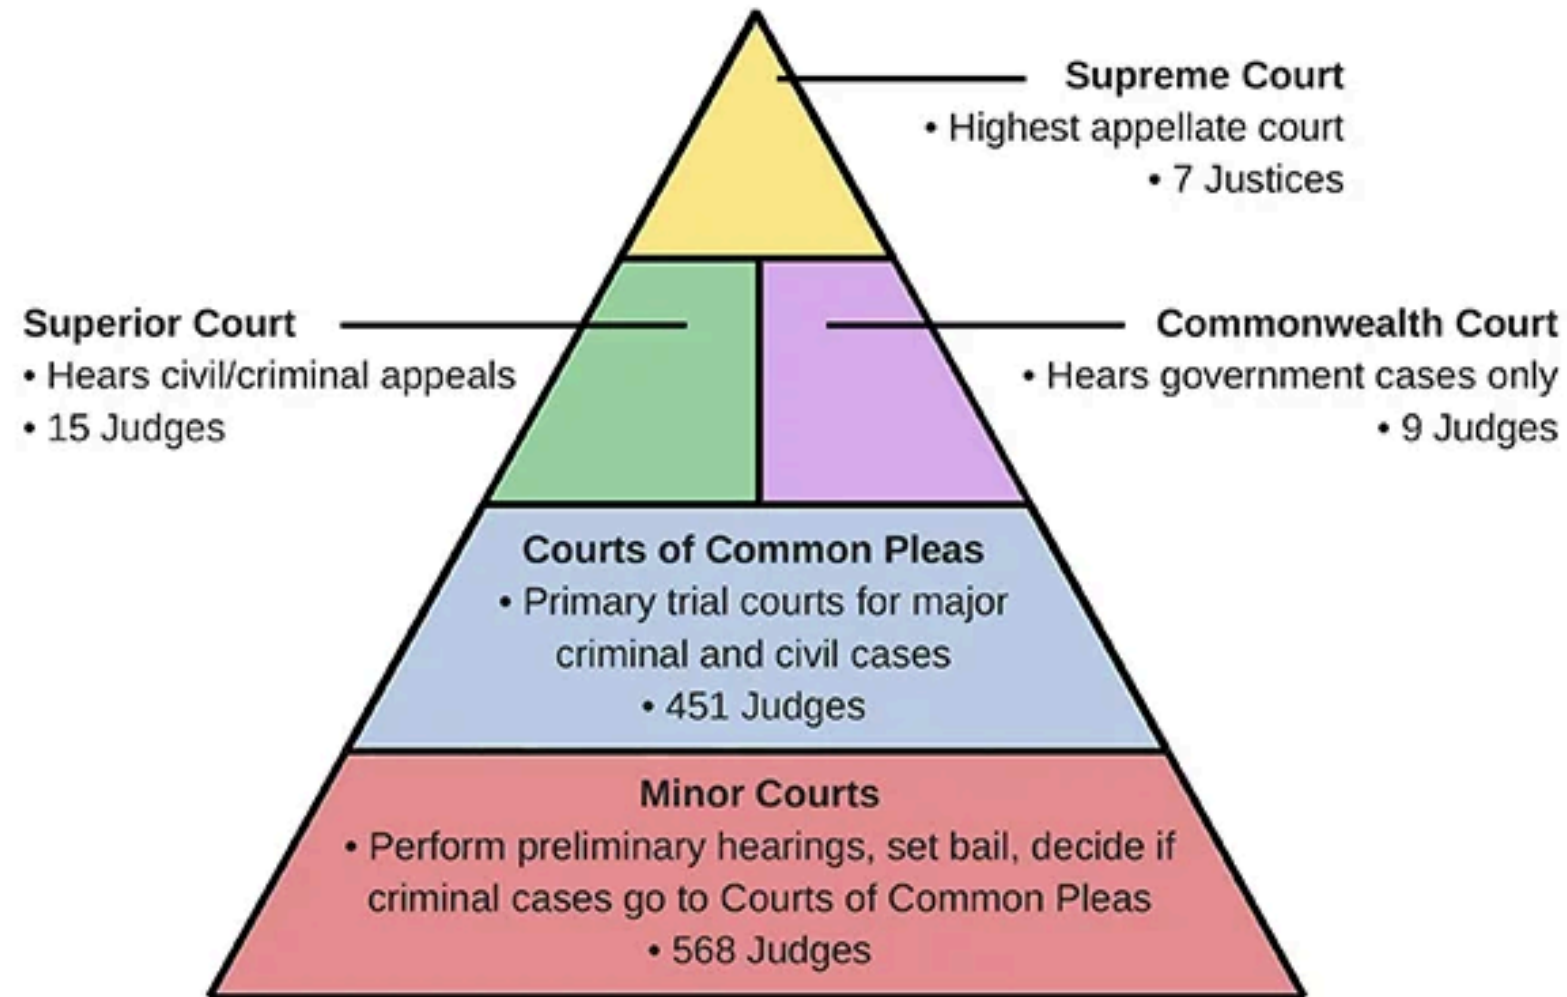 Supreme Court
• Highest appellate court
• 7 Justices
Superior Court
• Hears civil/criminal appeals
• 15 Judges
Commonwealth Court
• Hears government cases only
• 9 Judges
Courts of Common Pleas
• Primary trial courts for major
criminal and civil cases
• 451 Judges
Minor Courts
• Perform preliminary hearings, set bail, decide if
criminal cases go to Courts of Common Pleas
• 568 Judges